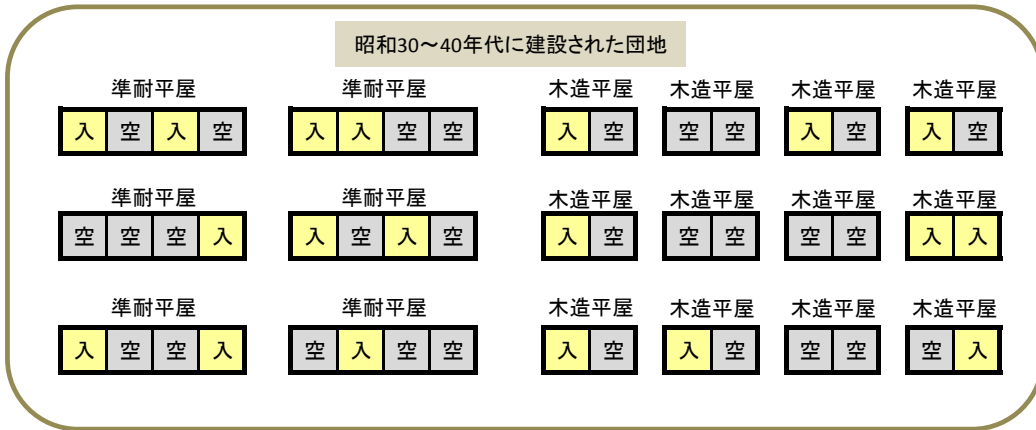 昭和30~40年代に建設された団地
準耐平屋 準耐平屋 木造平屋 木造平屋 木造平屋 木造平屋
入 空 入 空 入 入 空 空 入 空 空 空 入 空 入 空
準耐平屋 準耐平屋 木造平屋 木造平屋 木造平屋 木造平屋
空 空 空 入 入 空 入 空 入 空 空 空 空 空 入 入
準耐平屋 準耐平屋 木造平屋 木造平屋 木造平屋 木造平屋
入 空 空 入 空 入 空 空 入 空 入 空 空 空 空 入